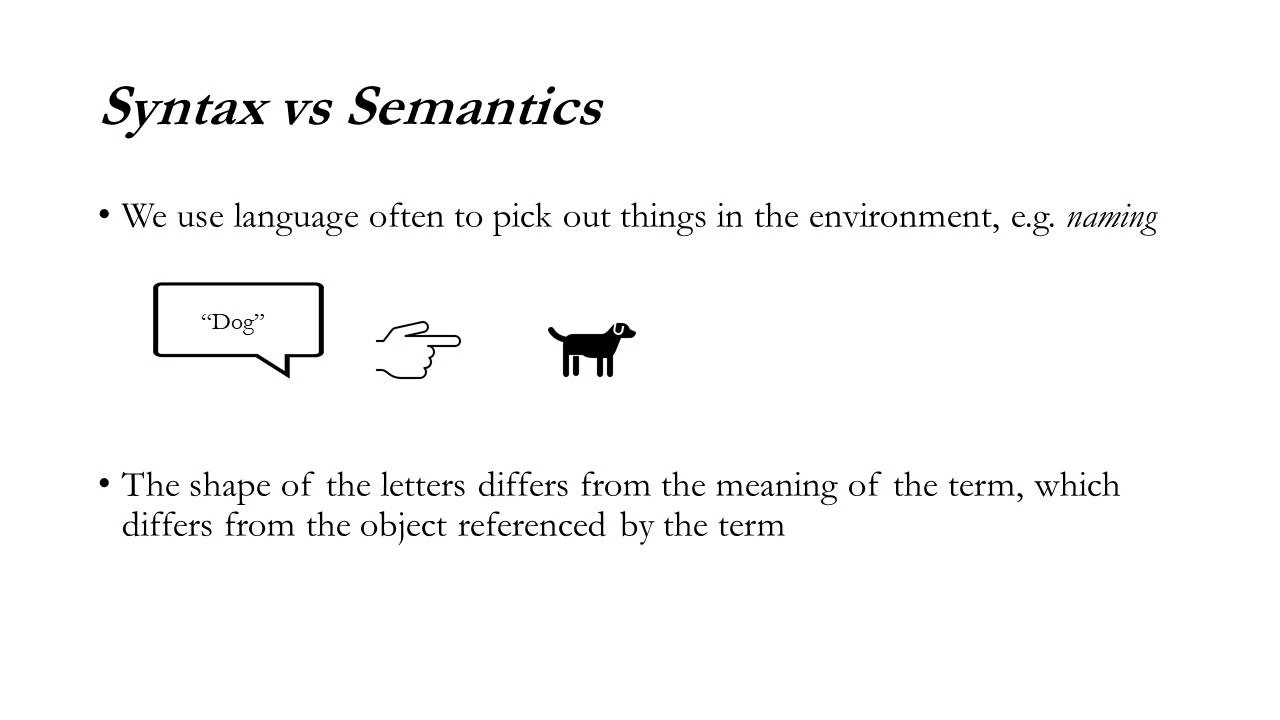 Syntax vs Semantics
• We use language often to pick out things in the environment, e.g. naming
“Dog”
• The shape of the letters differs from the meaning of the term, which
differs from the object referenced by the term